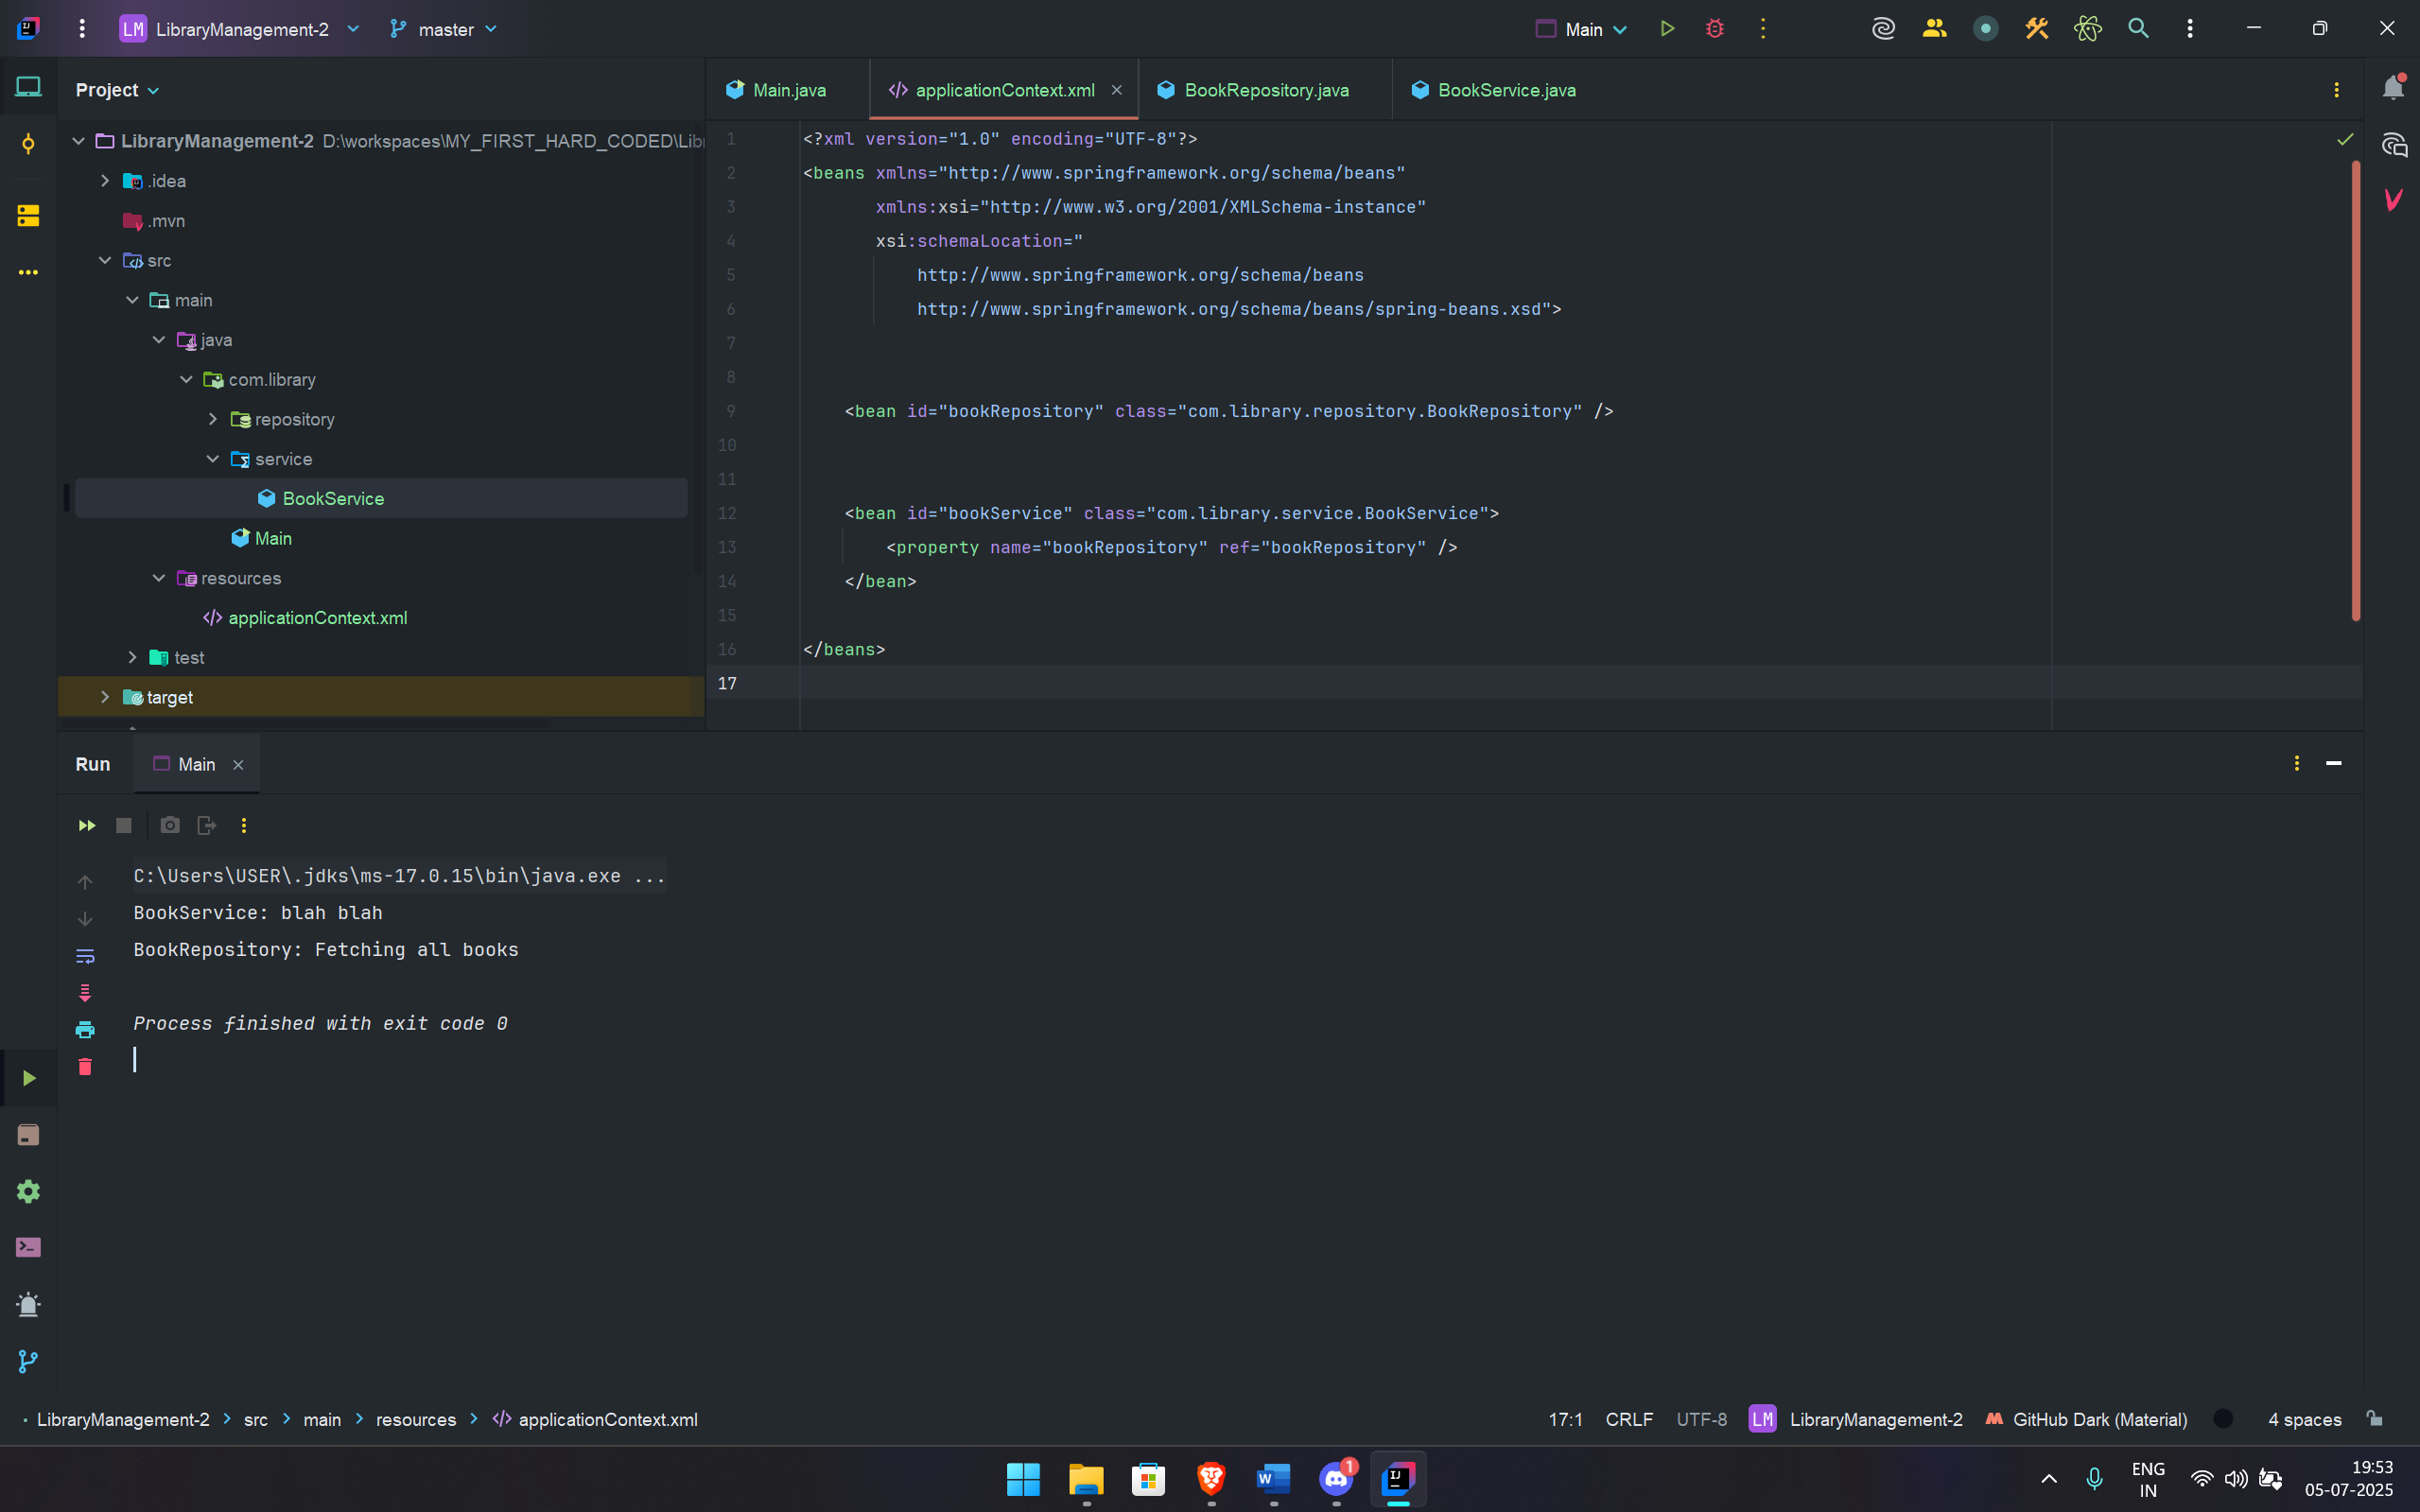 LM LibraryManagement-2 master Main
Project
Main.java applicationContext.xml BookRepository.java BookService.java
LibraryManagement-2 D:\workspaces\MY_FIRST_HARD_CODED\Lib
.idea
.mvn
src
main
java
com.library
repository
service
BookService
Main
resources
applicationContext.xml
test
target
1 <?xml version="1.0" encoding="UTF-8"?>
2 <beans xmlns="http://www.springframework.org/schema/beans"
3 xmlns:xsi="http://www.w3.org/2001/XMLSchema-instance"
4 xsi:schemaLocation="
5 http://www.springframework.org/schema/beans
6 http://www.springframework.org/schema/beans/spring-beans.xsd">
7
8
9 <bean id="bookRepository" class="com.library.repository.BookRepository" />
10
11
12 <bean id="bookService" class="com.library.service.BookService">
13 <property name="bookRepository" ref="bookRepository" />
14 </bean>
15
16 </beans>
17
Run Main
C:\Users\USER\.jdks\ms-17.0.15\bin\java.exe ...
BookService: blah blah
BookRepository: Fetching all books
Process finished with exit code 0
LibraryManagement-2 > src > main > resources > applicationContext.xml 17:1 CRLF UTF-8 LM LibraryManagement-2 GitHub Dark (Material) 4 spaces
1 ENG 19:53
IN 05-07-2025